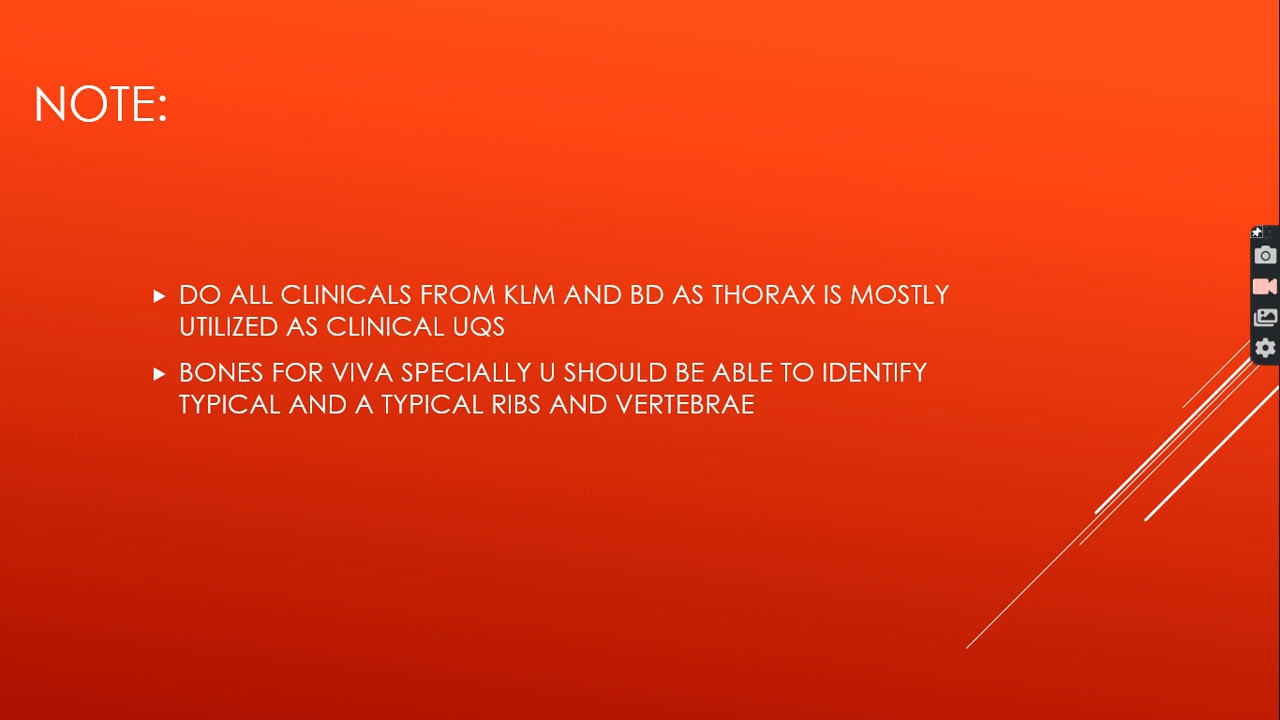 NOTE:
DO ALL CLINICALS FROM KLM AND BD AS THORAX IS MOSTLY
UTILIZED AS CLINICAL UQS
BONES FOR VIVA SPECIALLY U SHOULD BE ABLE TO IDENTIFY
TYPICAL AND A TYPICAL RIBS AND VERTEBRAE